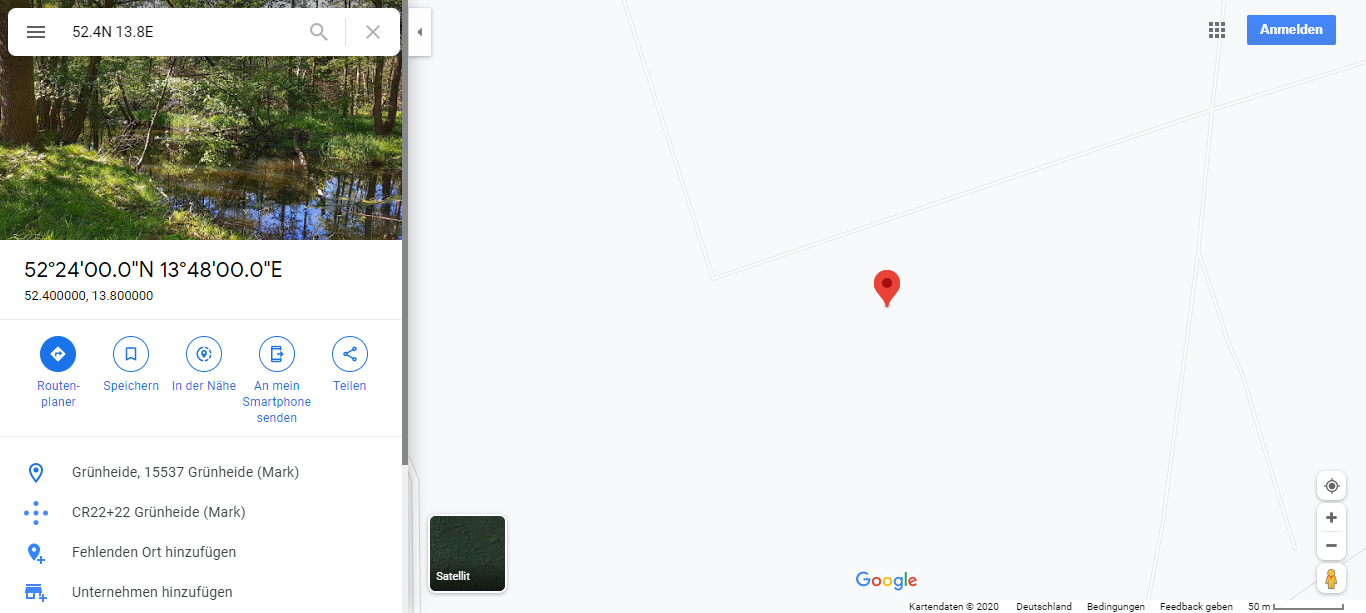 52.4N 13.8E
Anmelden
52°24'00.0"N 13°48'00.0"E
52.400000, 13.800000
Routen-
planer
Speichern
In der Nähe
An mein
Smartphone
senden
Teilen
Grünheide, 15537 Grünheide (Mark)
CR22+22 Grünheide (Mark)
Fehlenden Ort hinzufügen
Unternehmen hinzufügen
Satellit
Google
Kartendaten © 2020 Deutschland Bedingungen Feedback geben 50 m